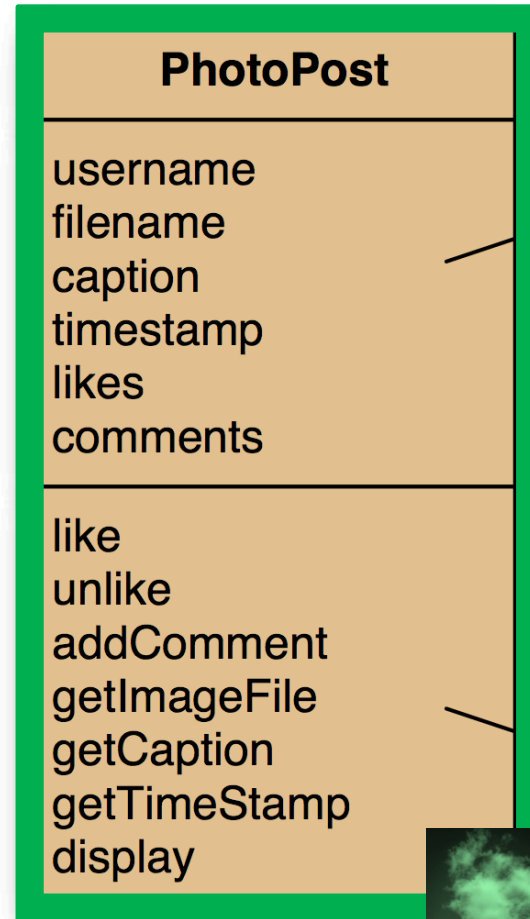 PhotoPost
username
filename
caption
timestamp
likes
comments
like
unlike
addComment
getImageFile
getCaption
getTimeStamp
display